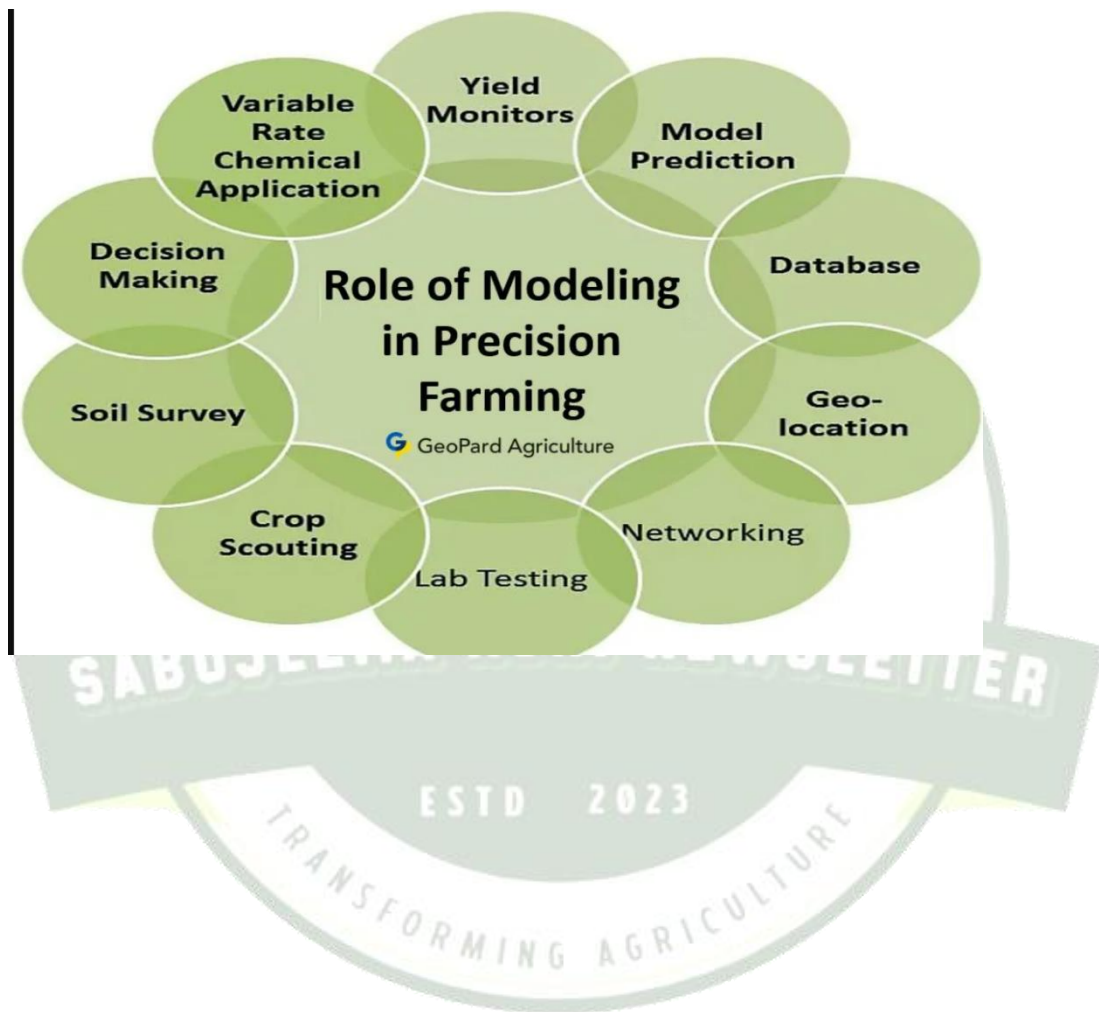 Yield
Monitors
Model
Prediction
Database
Geo-
location
Networking
Lab Testing
Crop
Scouting
Soil Survey
Decision
Making
Variable
Rate
Chemical
Application
Role of Modeling
in Precision
Farming
GeoPard Agriculture
NEWSLETTER
ESTD 2023
TRANSFORMING AGRICULTURE